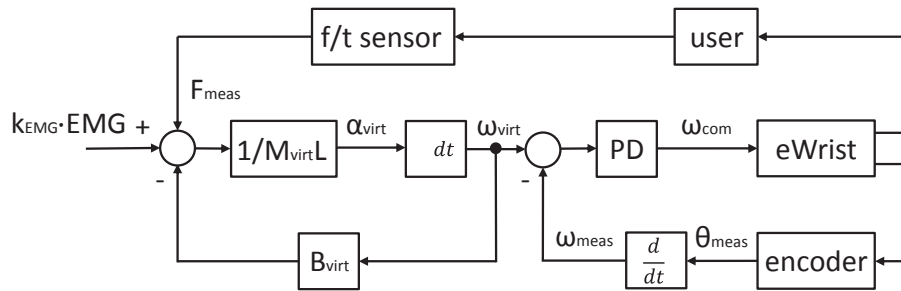 f/t sensor
user
Fmeas
kEMG·EMG +
-
1/MvirtL
αvirt
dt
ωvirt
-
PD
ωcom
eWrist
Bvirt
ωmeas
d
dt
θmeas
encoder